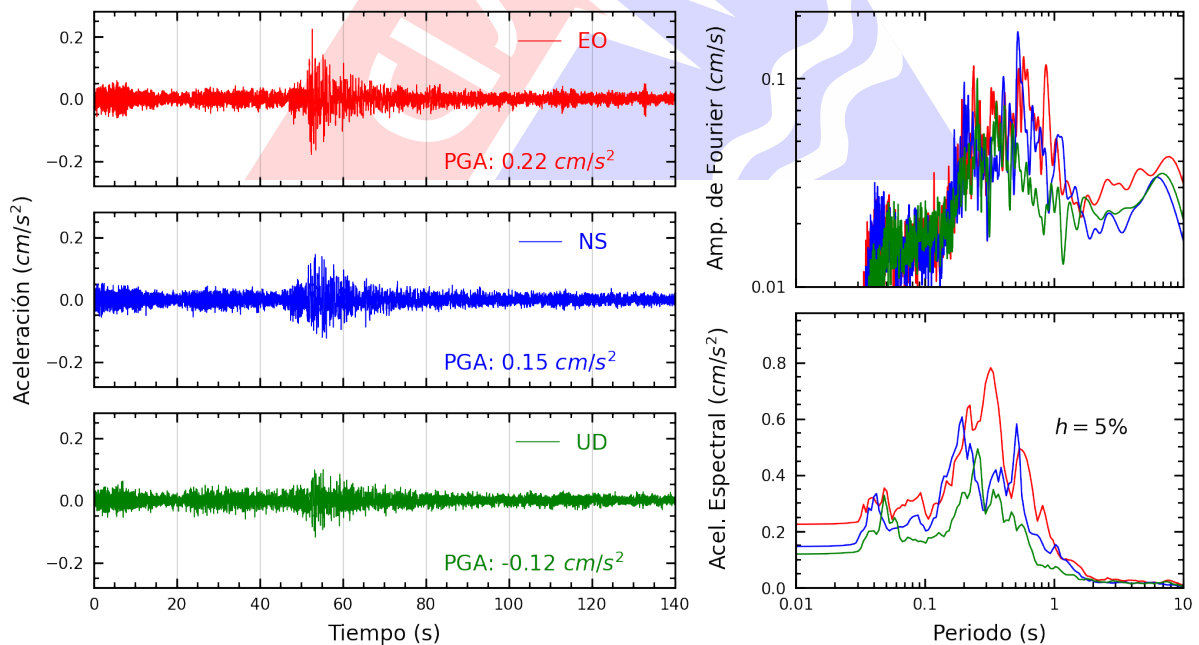 EO
PGA: 0.22 cm/s²
0.2
0.0
−0.2
NS
PGA: 0.15 cm/s²
0.2
0.0
−0.2
UD
PGA: -0.12 cm/s²
0.2
0.0
−0.2
0 20 40 60 80 100 120 140
Tiempo (s)
Aceleración (cm/s²)
Amp. de Fourier (cm/s)
0.1
0.01
Acel. Espectral (cm/s²)
0.8
0.6
0.4
0.2
0.0
h = 5%
0.01 0.1 1 10
Periodo (s)